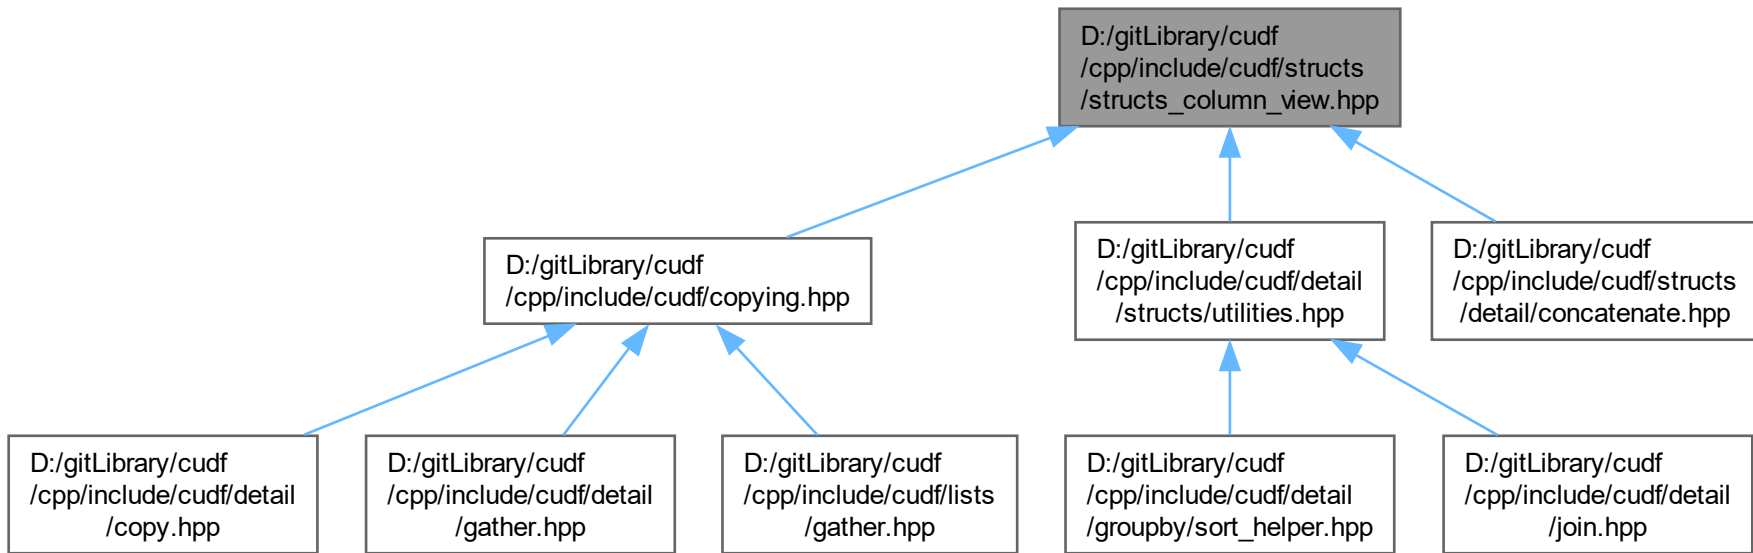 D:/gitLibrary/cudf
/cpp/include/cudf/structs
/structs_column_view.hpp
D:/gitLibrary/cudf
/cpp/include/cudf/copying.hpp
D:/gitLibrary/cudf
/cpp/include/cudf/detail
/structs/utilities.hpp
D:/gitLibrary/cudf
/cpp/include/cudf/structs
/detail/concatenate.hpp
D:/gitLibrary/cudf
/cpp/include/cudf/detail
/copy.hpp
D:/gitLibrary/cudf
/cpp/include/cudf/detail
/gather.hpp
D:/gitLibrary/cudf
/cpp/include/cudf/lists
/gather.hpp
D:/gitLibrary/cudf
/cpp/include/cudf/detail
/groupby/sort_helper.hpp
D:/gitLibrary/cudf
/cpp/include/cudf/detail
/join.hpp